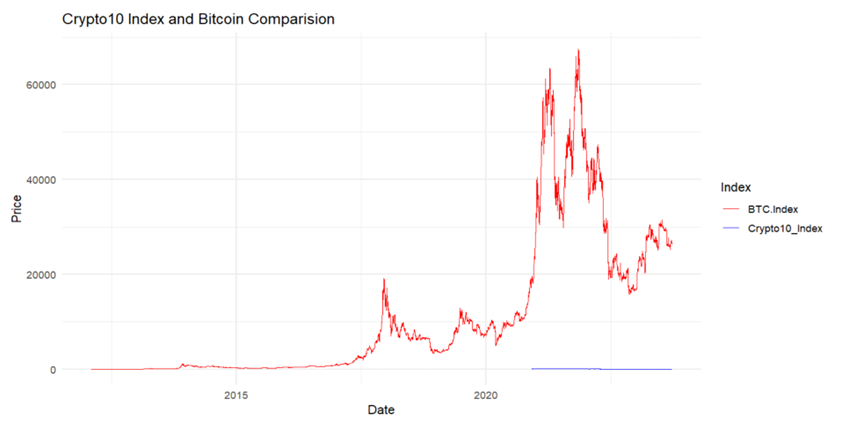 Crypto10 Index and Bitcoin Comparision
60000
40000
20000
0
Price
2015
2020
Date
Index
BTC.Index
Crypto10_Index